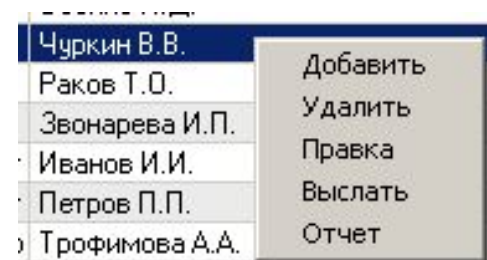 Чуркин В.В.
Раков Т.О.
Звонарева И.П.
Иванов И.И.
Петров П.П.
Трофимова А.А.
Добавить
Удалить
Правка
Выслать
Отчет